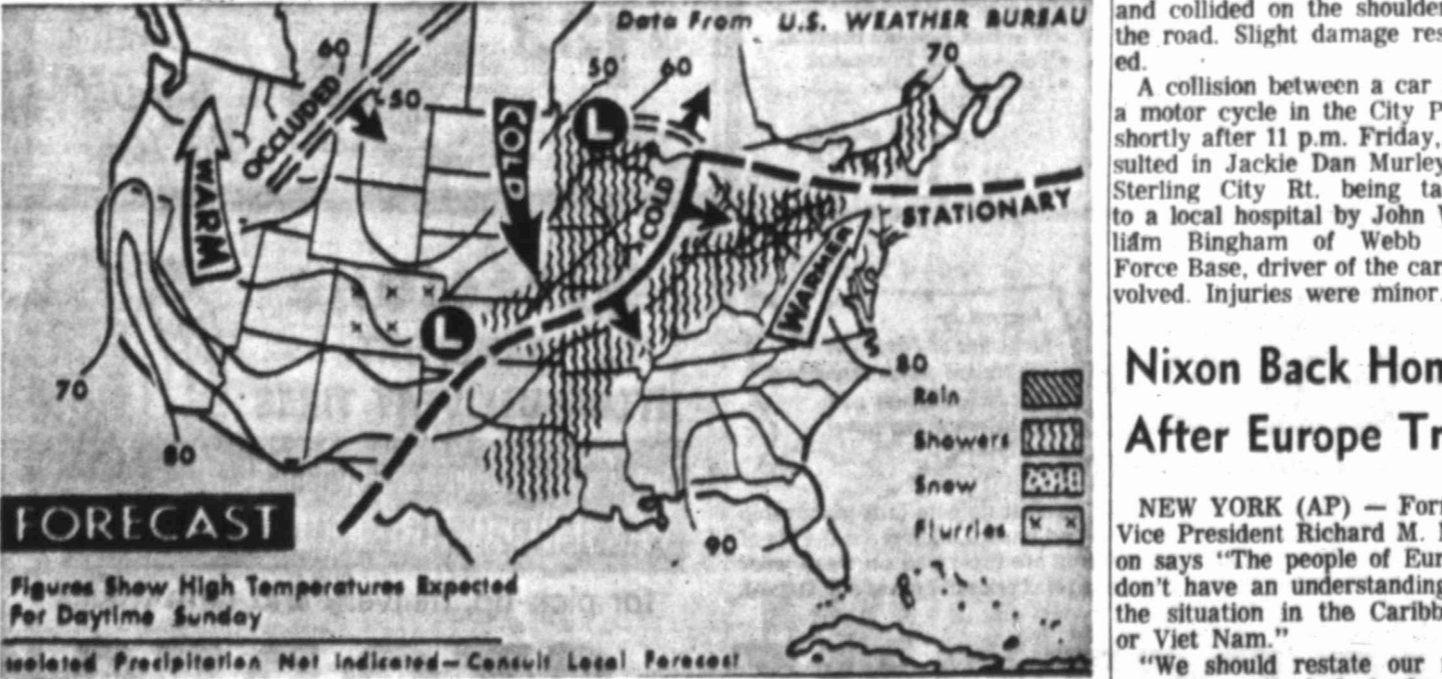 Data From U.S. WEATHER BUREAU
60
50
60
70
OCCLUDED
50
COLD
L
WARM
COLD
STATIONARY
WARMER
L
70
80
80
Rain
Showers
Snow
Flurries
90
FORECAST
Figures Show High Temperatures Expected
For Daytime Sunday
Isolated Precipitation Not Indicated—Consult Local Forecast
and collided on the shoulder
the road. Slight damage res
ed.
A collision between a car
a motor cycle in the City P
shortly after 11 p.m. Friday,
sulted in Jackie Dan Murley
Sterling City Rt. being ta
to a local hospital by John W
liam Bingham of Webb
Force Base, driver of the car
volved. Injuries were minor.
Nixon Back Hom
After Europe Tr
NEW YORK (AP) — For
Vice President Richard M.
on says "The people of Eur
don't have an understanding
the situation in the Caribb
or Viet Nam."
"We should restate our